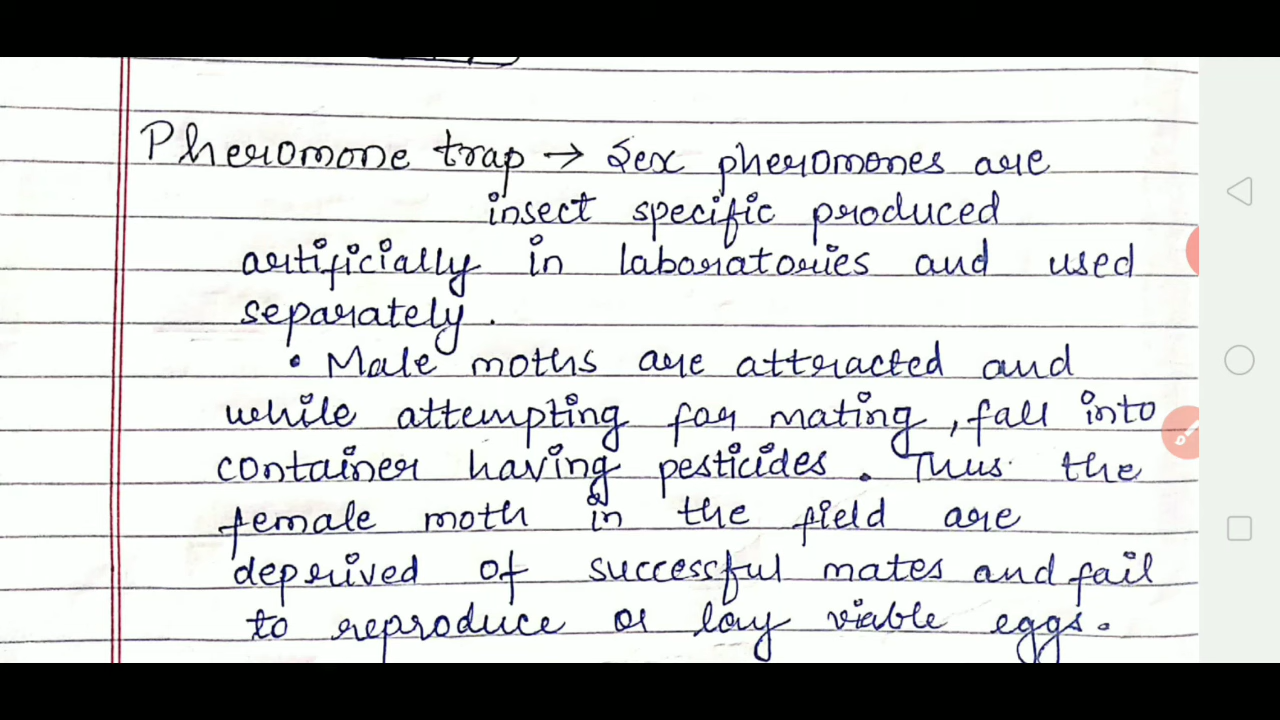 Pheromone trap → Sex pheromones are
insect specific produced
artificially in laboratories and used
separately.
• Male moths are attracted and
while attempting for mating, fall into
container having pesticides. Thus the
female moth in the field are
deprived of successful mates and fail
to reproduce or lay viable eggs.